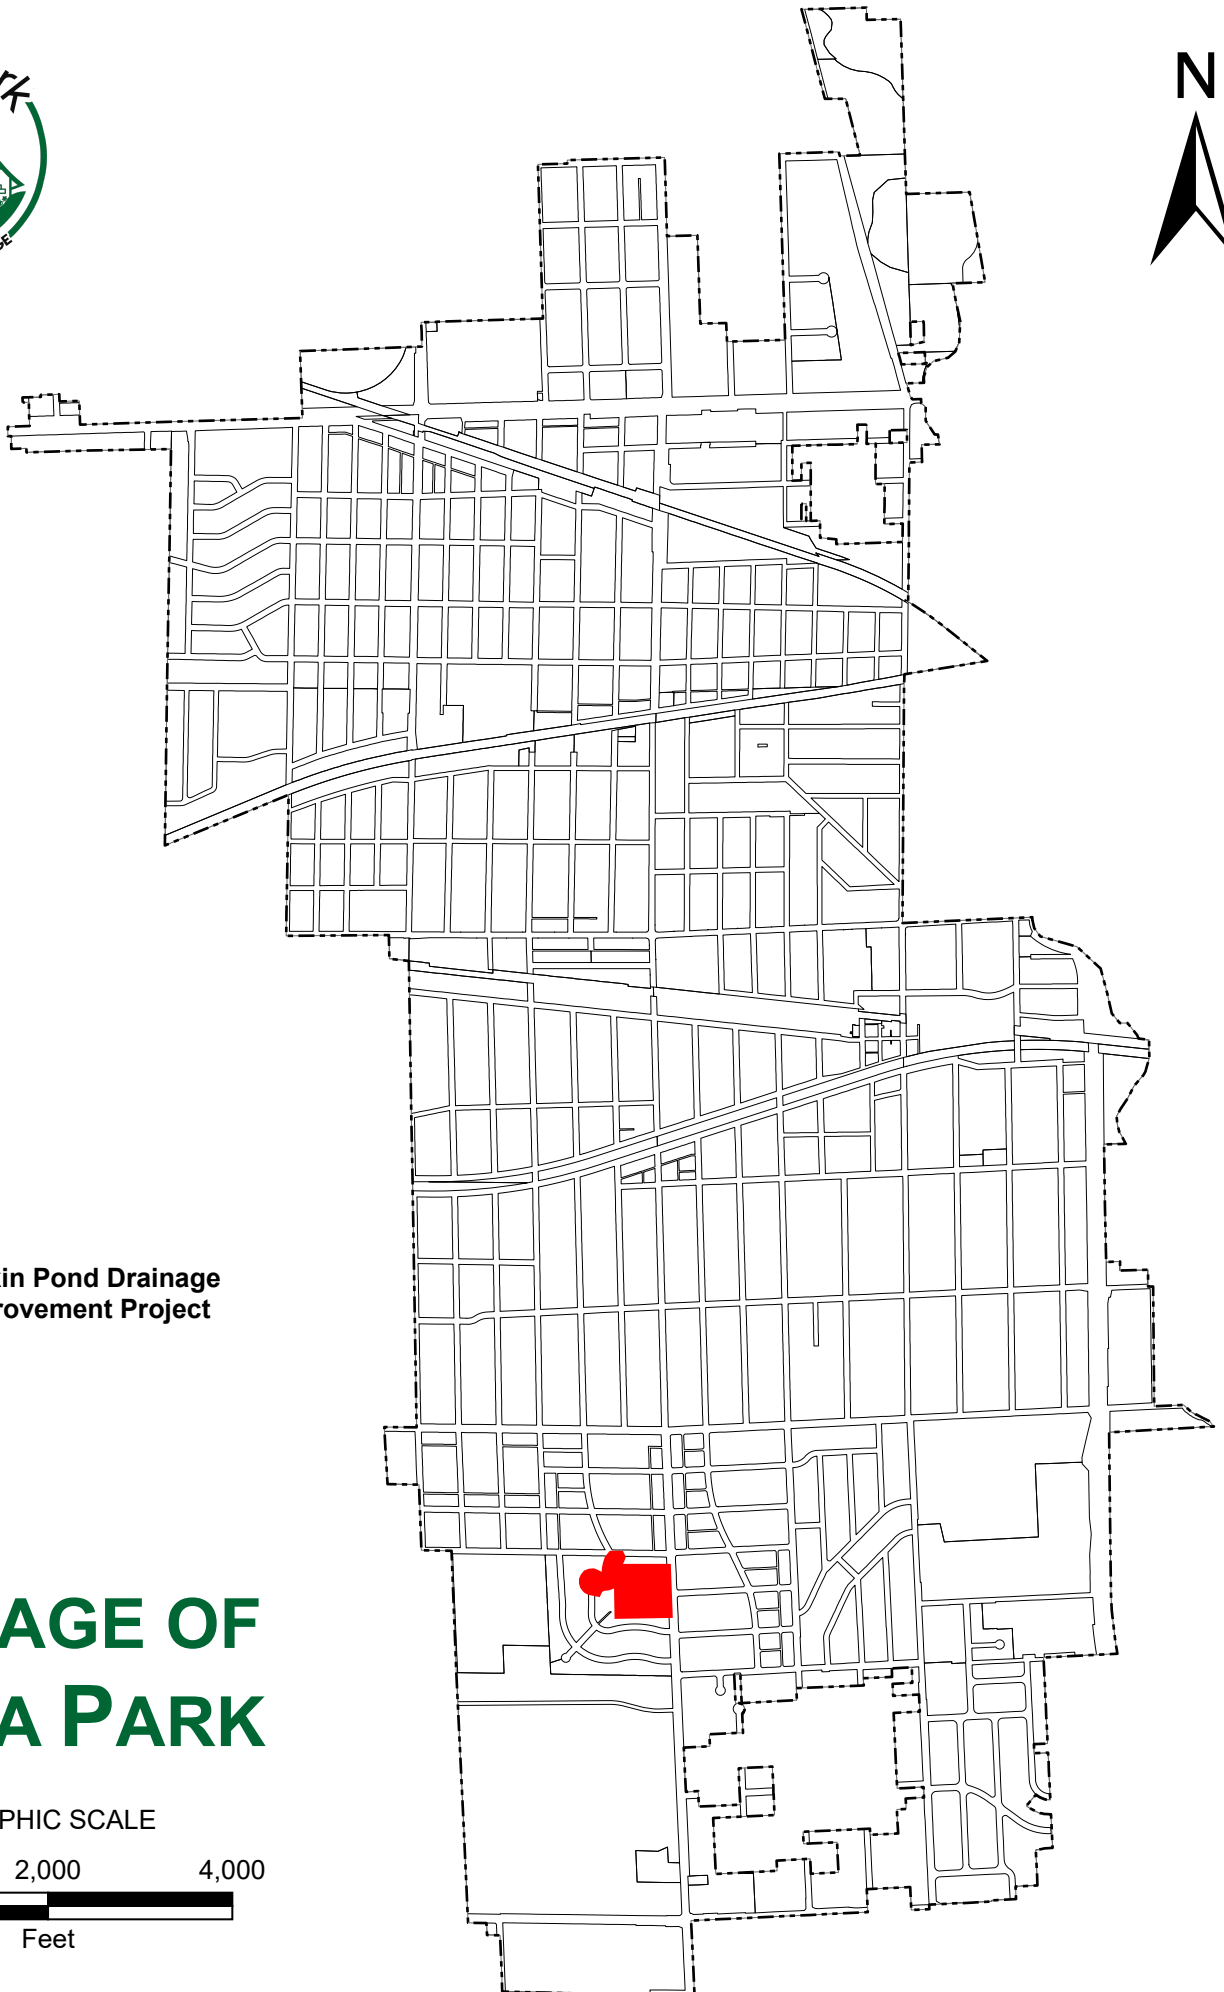 N
in Pond Drainage
rovement Project
AGE OF
A PARK
PHIC SCALE
2,000 4,000
Feet